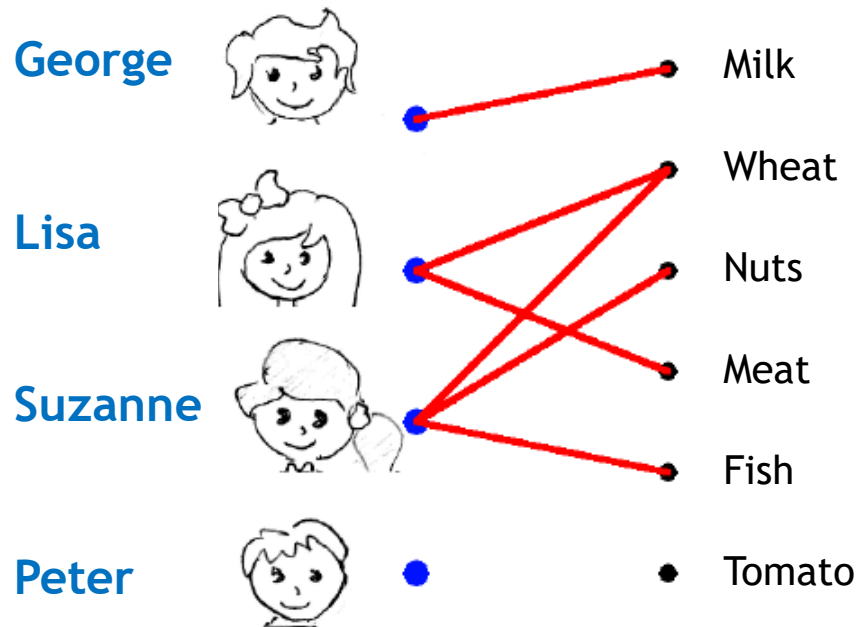 George
Milk
Wheat
Lisa
Nuts
Meat
Suzanne
Fish
Peter
Tomato